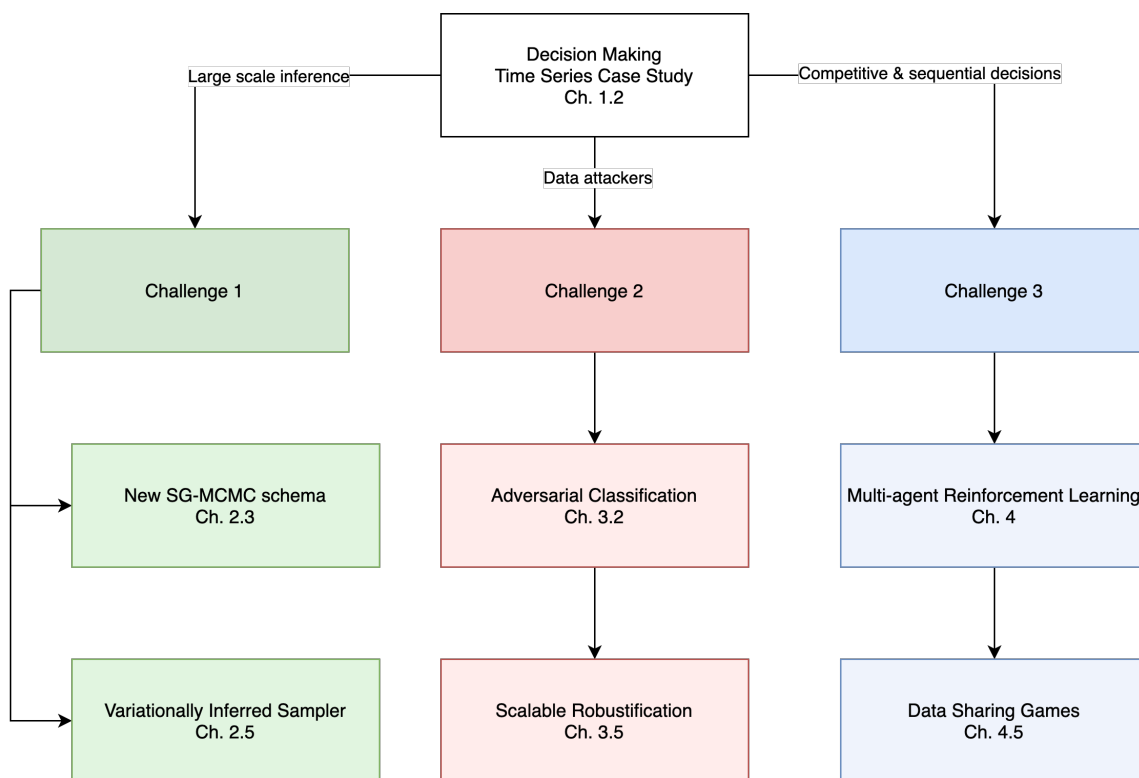 Decision Making
Time Series Case Study
Ch. 1.2
Large scale inference
Competitive & sequential decisions
Data attackers
Challenge 1
Challenge 2
Challenge 3
New SG-MCMC schema
Ch. 2.3
Adversarial Classification
Ch. 3.2
Multi-agent Reinforcement Learning
Ch. 4
Variationally Inferred Sampler
Ch. 2.5
Scalable Robustification
Ch. 3.5
Data Sharing Games
Ch. 4.5